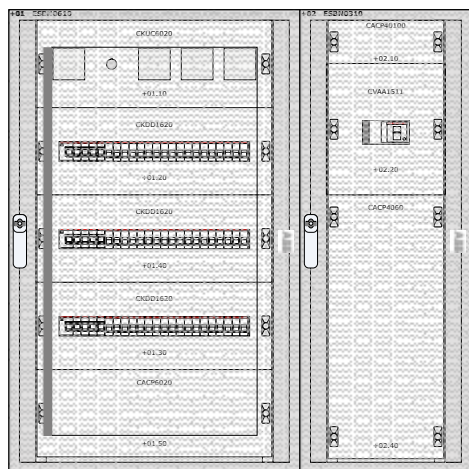 +01 ESDN0610
CKUC6020
+01.10
CKDD1620
+01.20
CKDD1620
+01.40
CKDD1620
+01.30
CACP6020
+01.50
+02
CACP40100
+02.10
CVAA1511
+02.20
CACP4060
+02.40